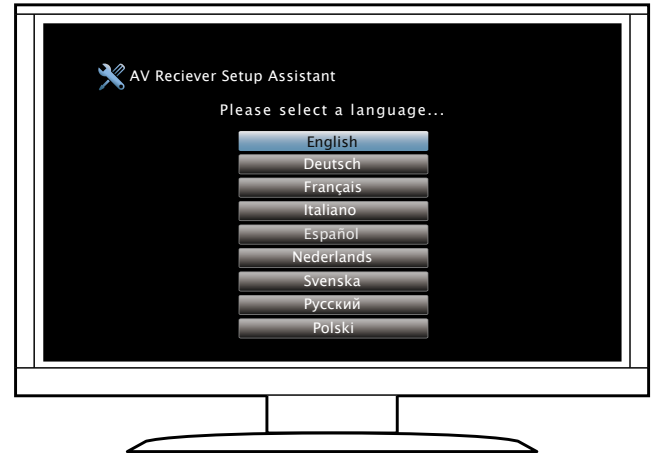 AV Reciever Setup Assistant
Please select a language...
English
Deutsch
Français
Italiano
Español
Nederlands
Svenska
Русский
Polski